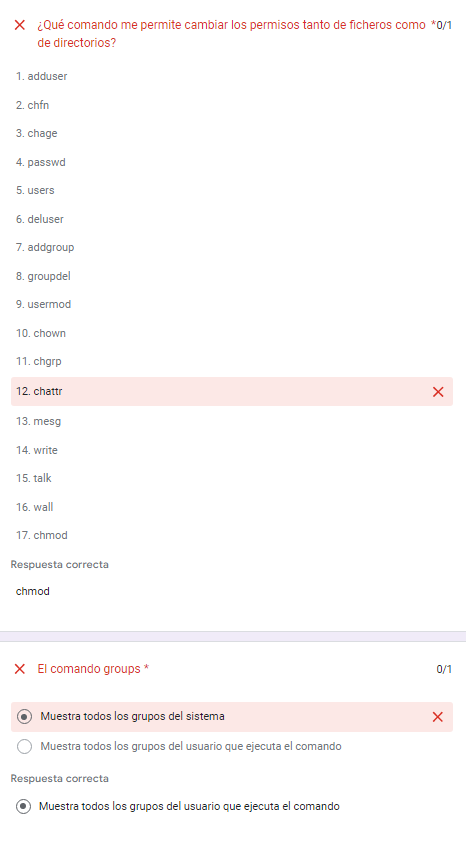 ¿Qué comando me permite cambiar los permisos tanto de ficheros como *0/1
de directorios?
1. adduser
2. chfn
3. chage
4. passwd
5. users
6. deluser
7. addgroup
8. groupdel
9. usermod
10. chown
11. chgrp
12. chattr
13. mesg
14. write
15. talk
16. wall
17. chmod
Respuesta correcta
chmod
El comando groups * 0/1
Muestra todos los grupos del sistema
Muestra todos los grupos del usuario que ejecuta el comando
Respuesta correcta
Muestra todos los grupos del usuario que ejecuta el comando